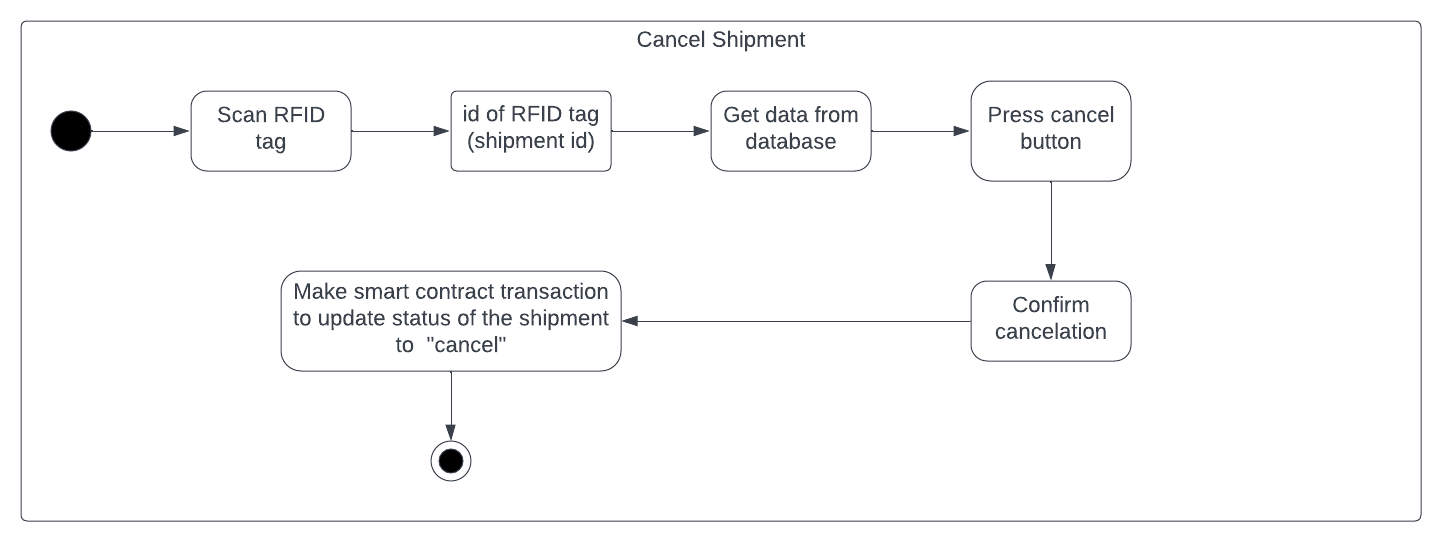 Cancel Shipment
Scan RFID
tag
id of RFID tag
(shipment id)
Get data from
database
Press cancel
button
Confirm
cancelation
Make smart contract transaction
to update status of the shipment
to "cancel"